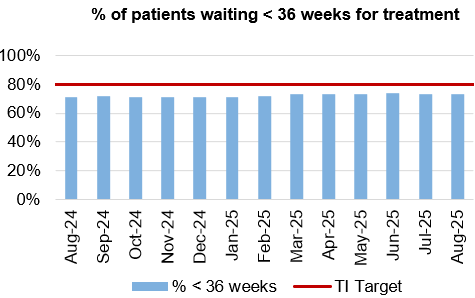 % of patients waiting < 36 weeks for treatment
100%
80%
60%
40%
20%
0%
Aug-24
Sep-24
Oct-24
Nov-24
Dec-24
Jan-25
Feb-25
Mar-25
Apr-25
May-25
Jun-25
Jul-25
Aug-25
% < 36 weeks
TI Target